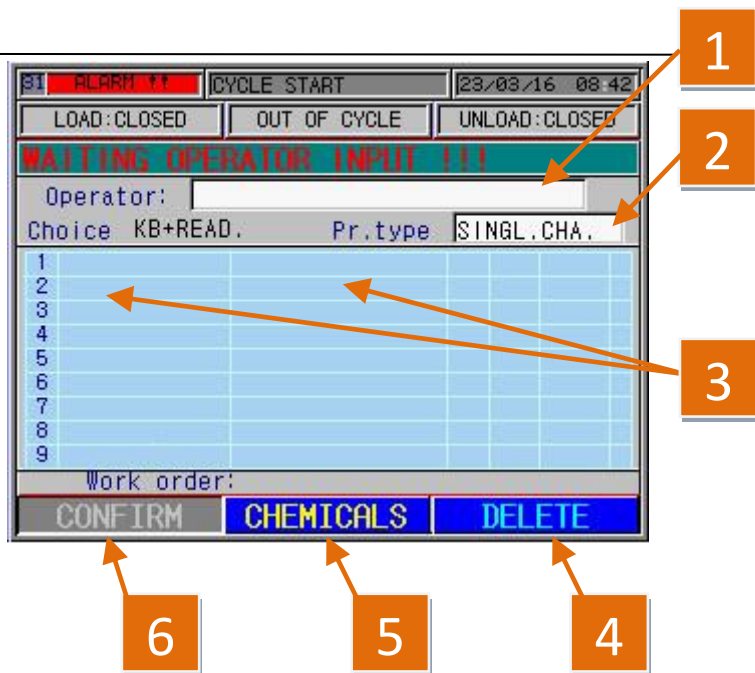 1
31 ALARM !! CYCLE START 23/03/16 08:42
LOAD:CLOSED OUT OF CYCLE UNLOAD:CLOSED
2
WAITING OPERATOR INPUT !!!
Operator:
Choice KB+READ. Pr.type SINGL.CHA.
1
2
3
4
5
6
7
8
9
3
Work order:
CONFIRM CHEMICALS DELETE
6 5 4